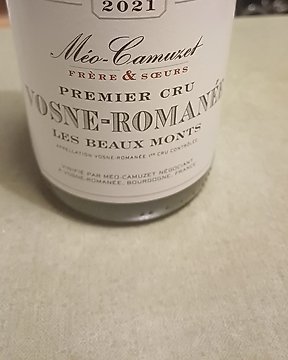 2021
Méo-Camuzet
FRÈRE & SŒURS
PREMIER CRU
VOSNE-ROMANÉE
LES BEAUX MONTS
APPELLATION VOSNE-ROMANÉE 1ER CRU CONTRÔLÉE
VINIFIÉ PAR MÉO-CAMUZET NÉGOCIANT
À VOSNE-ROMANÉE, BOURGOGNE, FRANCE